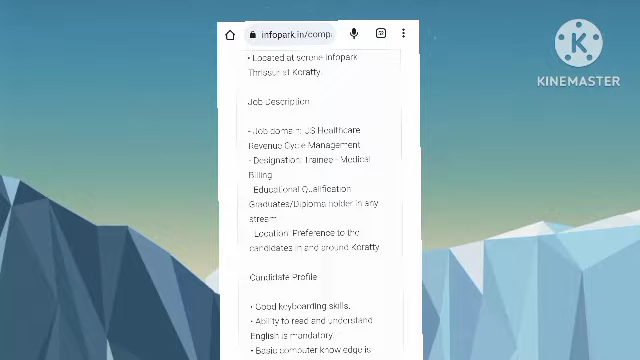 infopark.in/comp
22
KINEMASTER
• Located at serene Infopark
Thrissur at Koratty.
Job Description
- Job domain: US Healthcare
Revenue Cycle Management
- Designation: Trainee - Medical
Billing
Educational Qualification
Graduates/Diploma holder in any
stream
Location: Preference to the
candidates in and around Koratty
Candidate Profile
• Good keyboarding skills.
• Ability to read and understand
English is mandatory.
• Basic computer knowledge is